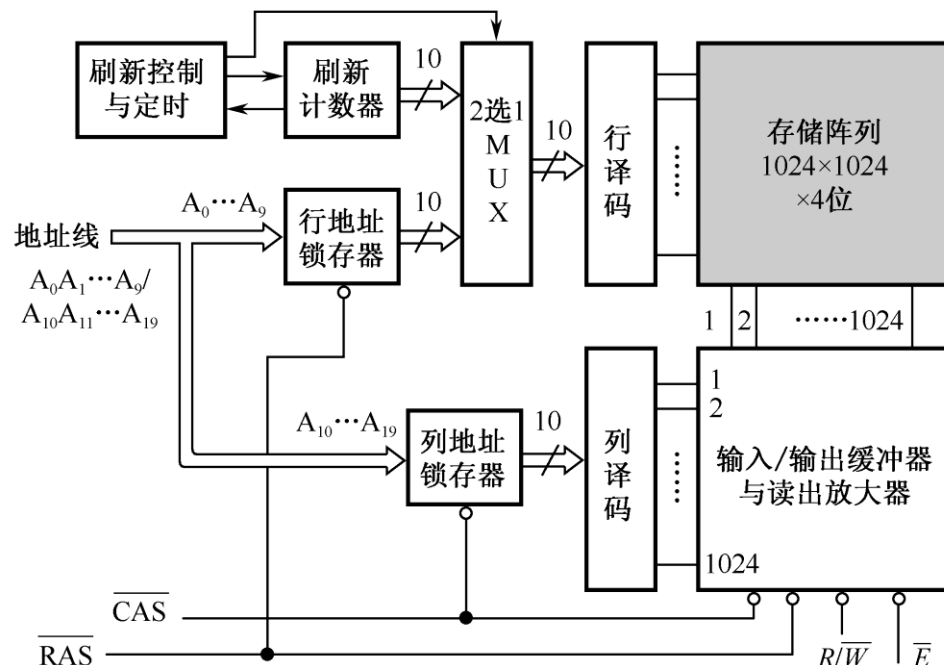 刷新控制
与定时
刷新
计数器
10
2选1
M
U
X
10
行
译
码
……
存储阵列
1024×1024
×4位
地址线
A₀A₁…A₉/
A₁₀A₁₁…A₁₉
A₀…A₉
行地址
锁存器
10
1
2
……1024
A₁₀…A₁₉
列地址
锁存器
10
列
译
码
1
2
……
1024
输入/输出缓冲器
与读出放大器
C̅A̅S̅
R̅A̅S̅
R/W̅
E̅